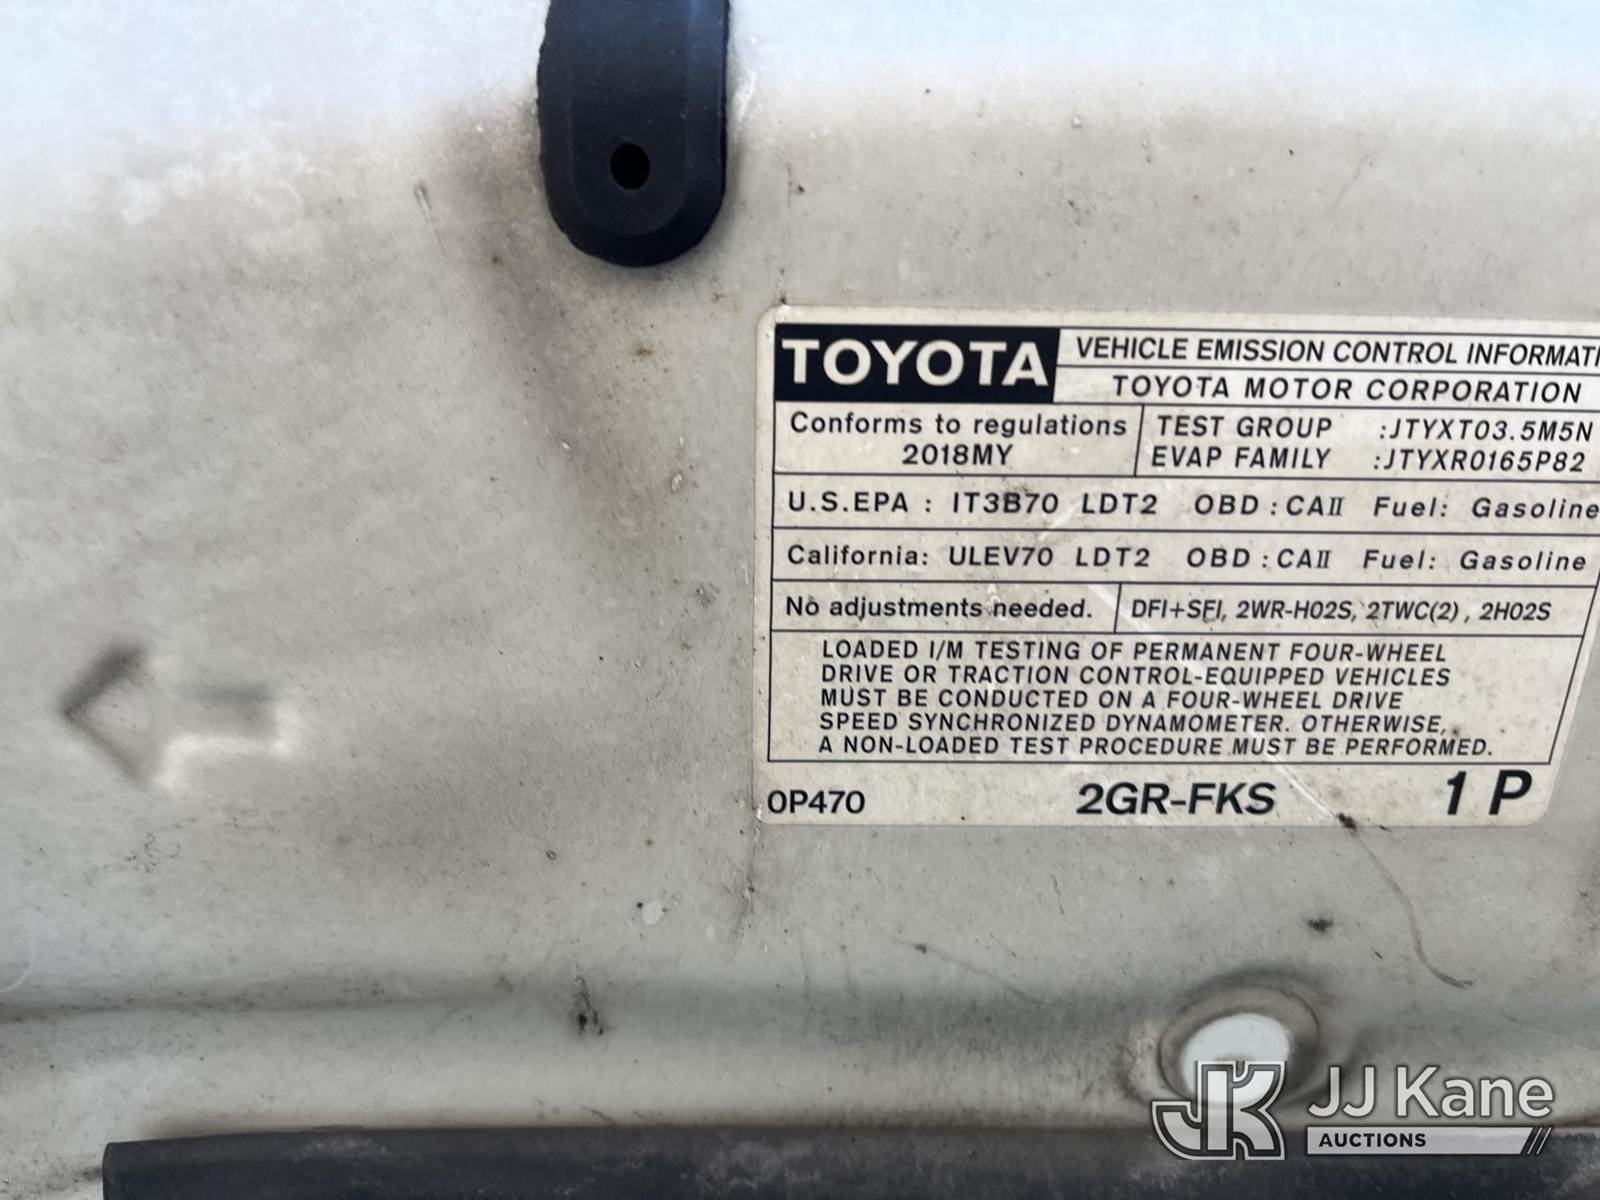 TOYOTA
VEHICLE EMISSION CONTROL INFORMATI
TOYOTA MOTOR CORPORATION
Conforms to regulations
2018MY
TEST GROUP :JTYXT03.5M5N
EVAP FAMILY :JTYXR0165P82
U.S.EPA : IT3B70 LDT2 OBD : CAII Fuel: Gasoline
California: ULEV70 LDT2 OBD : CAII Fuel: Gasoline
No adjustments needed.
DFI+SFI, 2WR-HO2S, 2TWC(2) , 2HO2S
LOADED I/M TESTING OF PERMANENT FOUR-WHEEL
DRIVE OR TRACTION CONTROL-EQUIPPED VEHICLES
MUST BE CONDUCTED ON A FOUR-WHEEL DRIVE
SPEED SYNCHRONIZED DYNAMOMETER. OTHERWISE,
A NON-LOADED TEST PROCEDURE MUST BE PERFORMED.
0P470
2GR-FKS
1 P
JK
JJ Kane
AUCTIONS